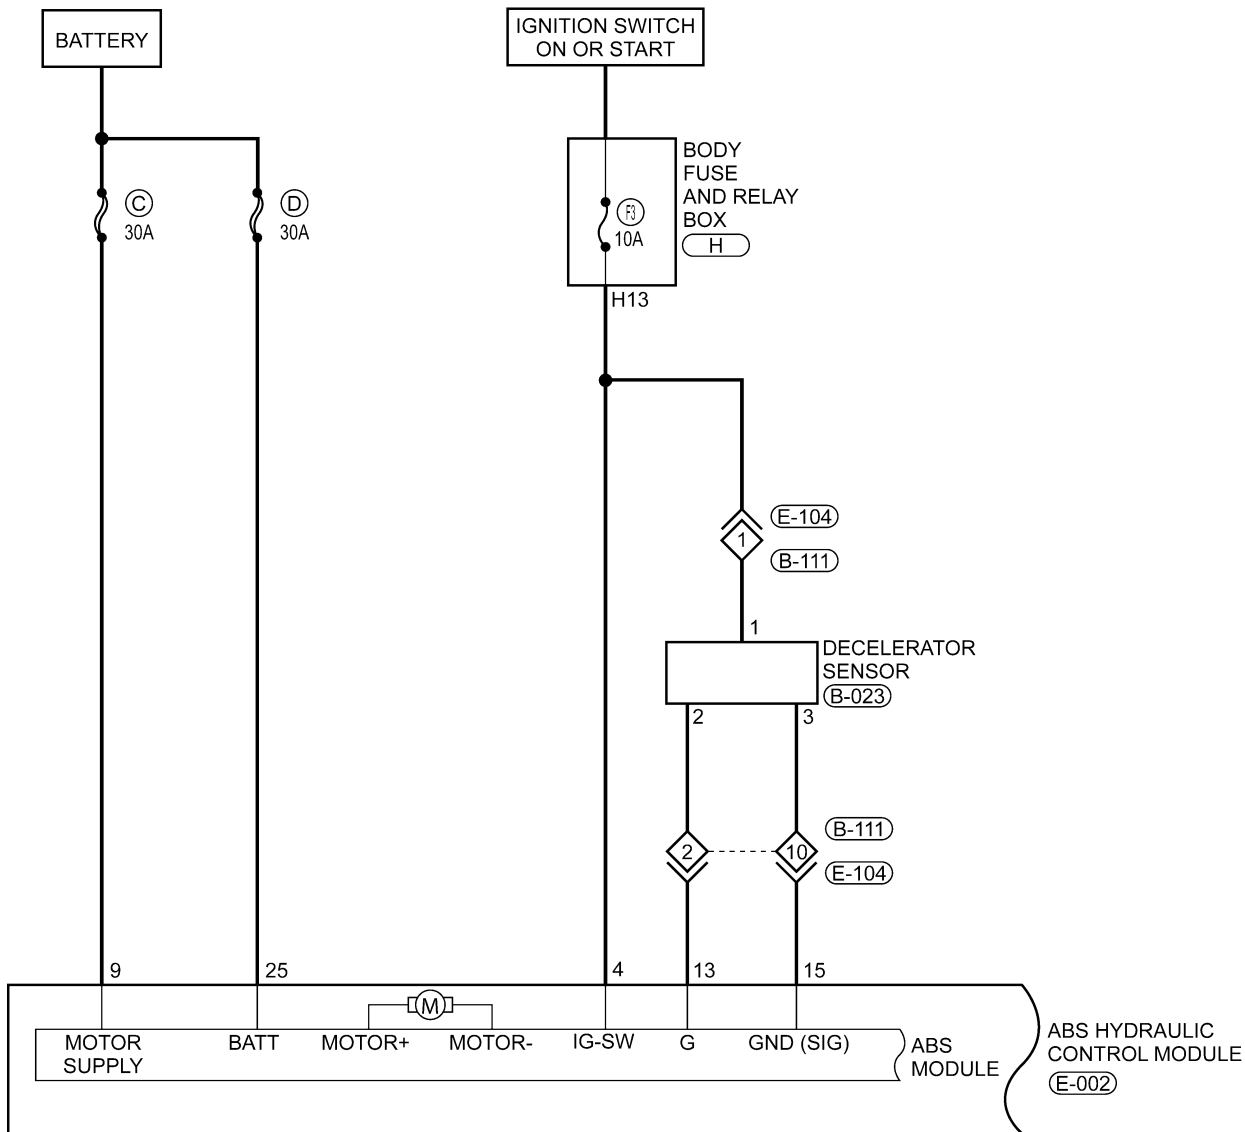 BATTERY
IGNITION SWITCH
ON OR START
BODY
FUSE
AND RELAY
BOX
H
C
30A
D
30A
F3
10A
H13
E-104
1
B-111
1
DECELERATOR
SENSOR
B-023
2
3
B-111
2
10
E-104
9
25
4
13
15
M
MOTOR
SUPPLY
BATT
MOTOR+
MOTOR-
IG-SW
G
GND (SIG)
ABS
MODULE
ABS HYDRAULIC
CONTROL MODULE
E-002